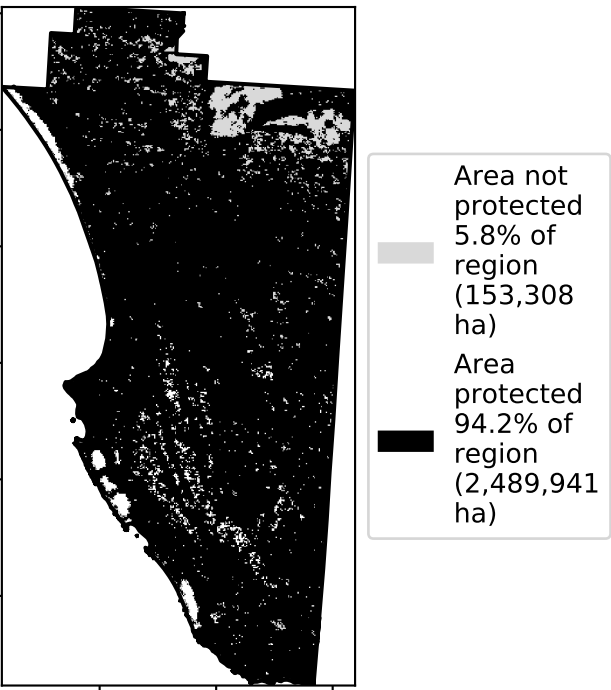 Area not
protected
5.8% of
region
(153,308
ha)
Area
protected
94.2% of
region
(2,489,941
ha)